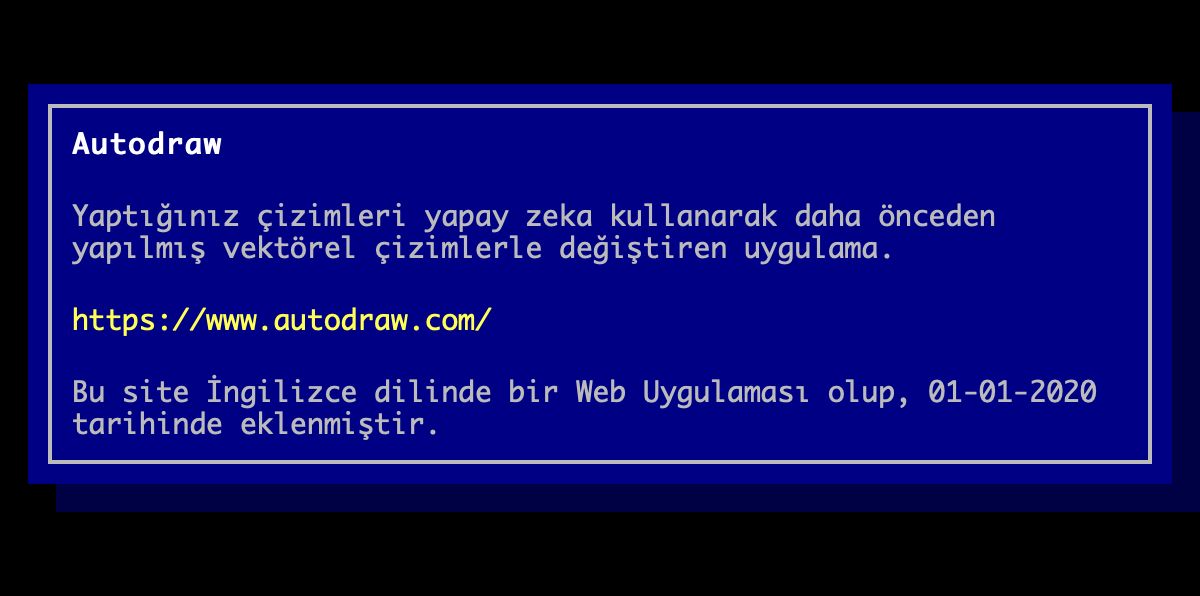 Autodraw
Yaptığınız çizimleri yapay zeka kullanarak daha önceden
yapılmış vektörel çizimlerle değiştiren uygulama.
https://www.autodraw.com/
Bu site İngilizce dilinde bir Web Uygulaması olup, 01-01-2020
tarihinde eklenmiştir.